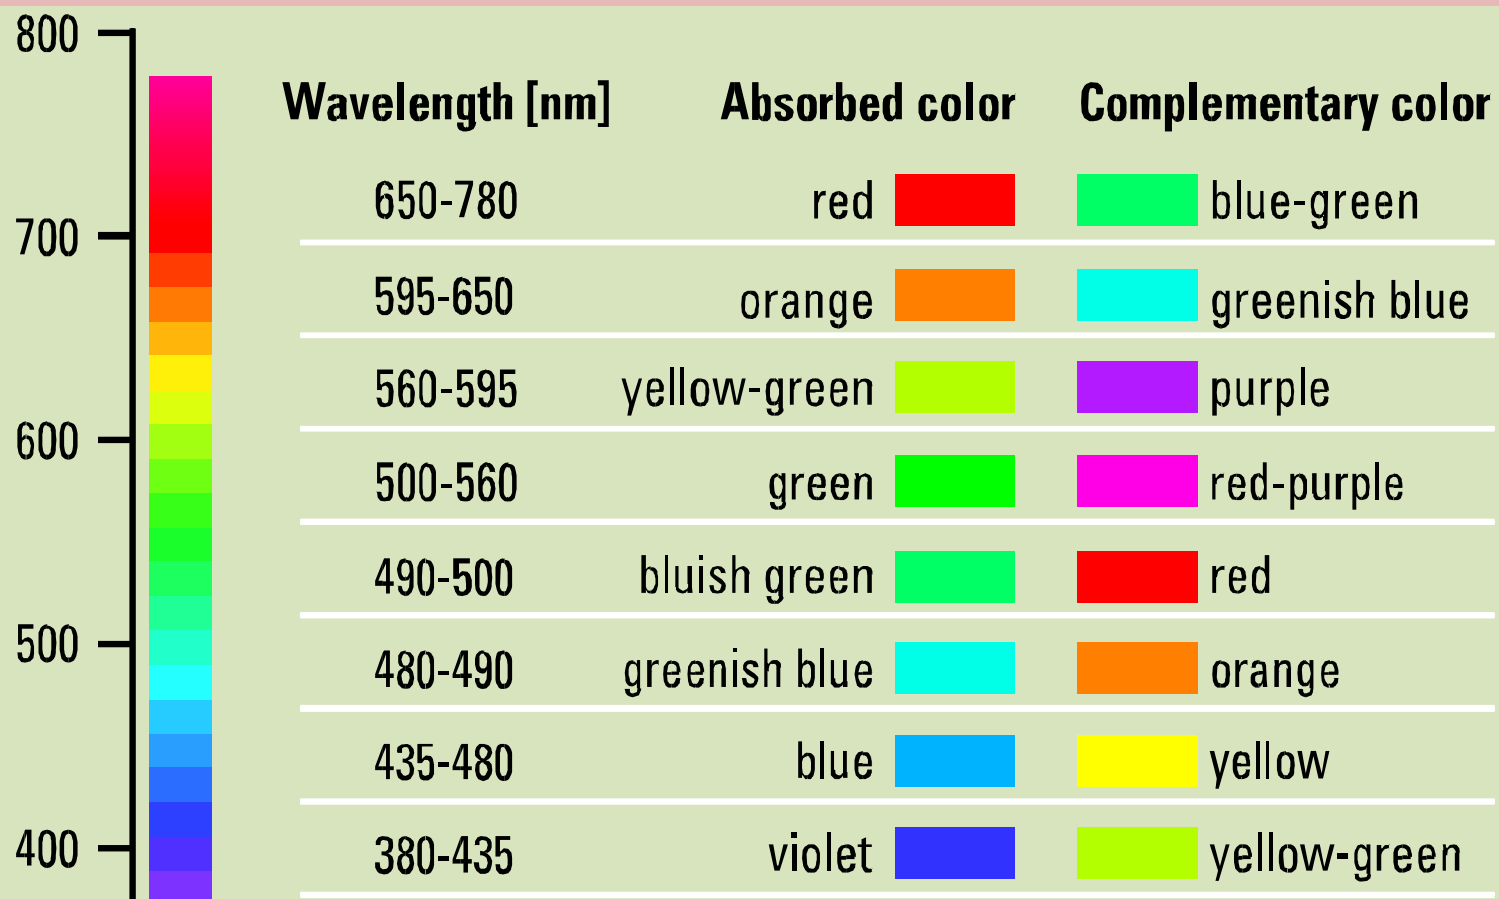 800
700
600
500
400
Wavelength [nm] Absorbed color Complementary color
650-780 red blue-green
595-650 orange greenish blue
560-595 yellow-green purple
500-560 green red-purple
490-500 bluish green red
480-490 greenish blue orange
435-480 blue yellow
380-435 violet yellow-green